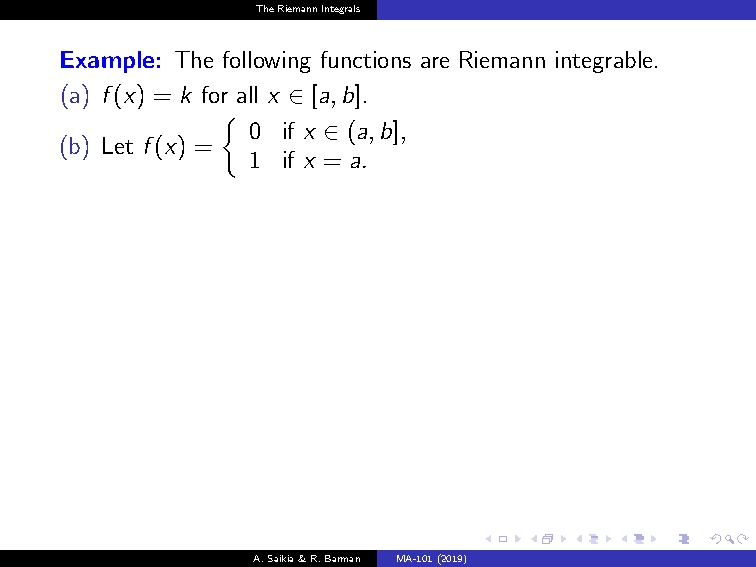 The Riemann Integrals
Example: The following functions are Riemann integrable.
(a) f(x) = k for all x ∈ [a, b].
(b) Let f(x) = { 0 if x ∈ (a, b],
1 if x = a.
A. Saikia & R. Barman MA-101 (2019)